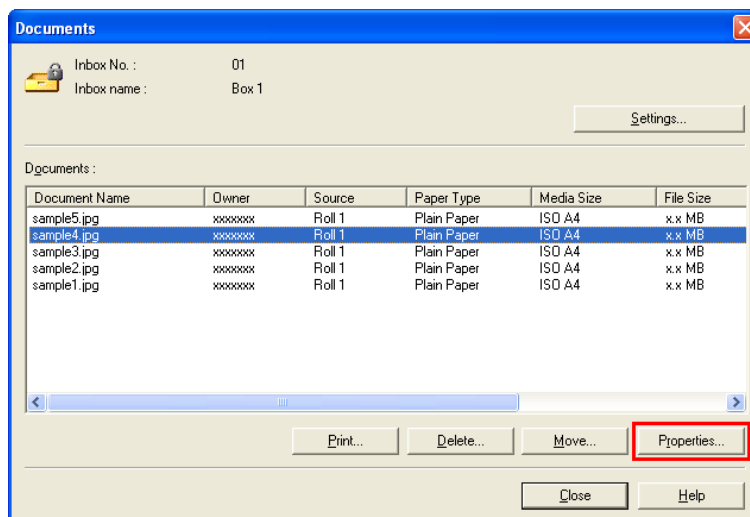 Documents
Inbox No. : 01
Inbox name : Box 1
Settings...
Documents :
Document Name Owner Source Paper Type Media Size File Size
sample5.jpg xxxxxxx Roll 1 Plain Paper ISO A4 x.x MB
sample4.jpg xxxxxxx Roll 1 Plain Paper ISO A4 x.x MB
sample3.jpg xxxxxxx Roll 1 Plain Paper ISO A4 x.x MB
sample2.jpg xxxxxxx Roll 1 Plain Paper ISO A4 x.x MB
sample1.jpg xxxxxxx Roll 1 Plain Paper ISO A4 x.x MB
Print... Delete... Move... Properties...
Close Help